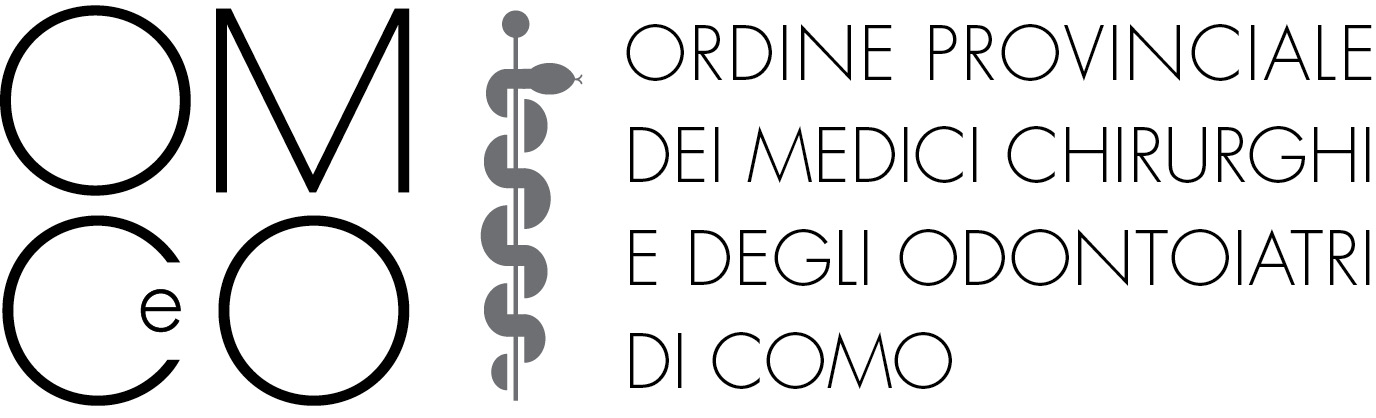 OM
CeO
ORDINE PROVINCIALE
DEI MEDICI CHIRURGHI
E DEGLI ODONTOIATRI
DI COMO